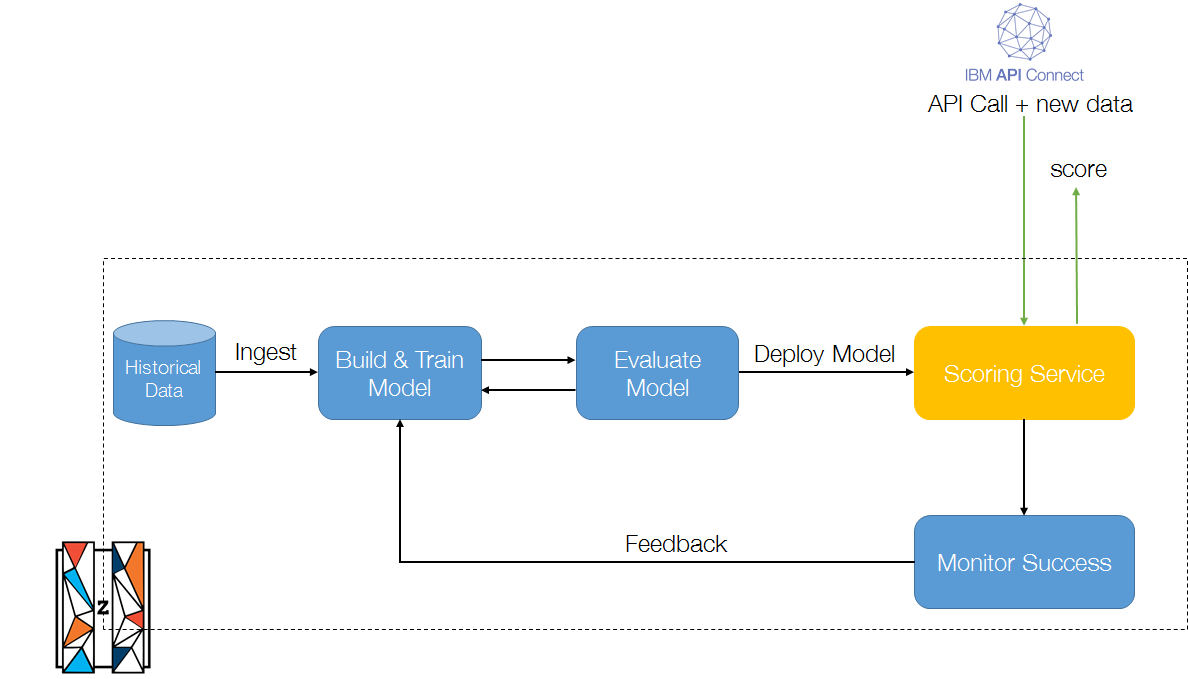 IBM API Connect
API Call + new data
score
Historical
Data
Ingest
Build & Train
Model
Evaluate
Model
Deploy Model
Scoring Service
Feedback
Monitor Success
z